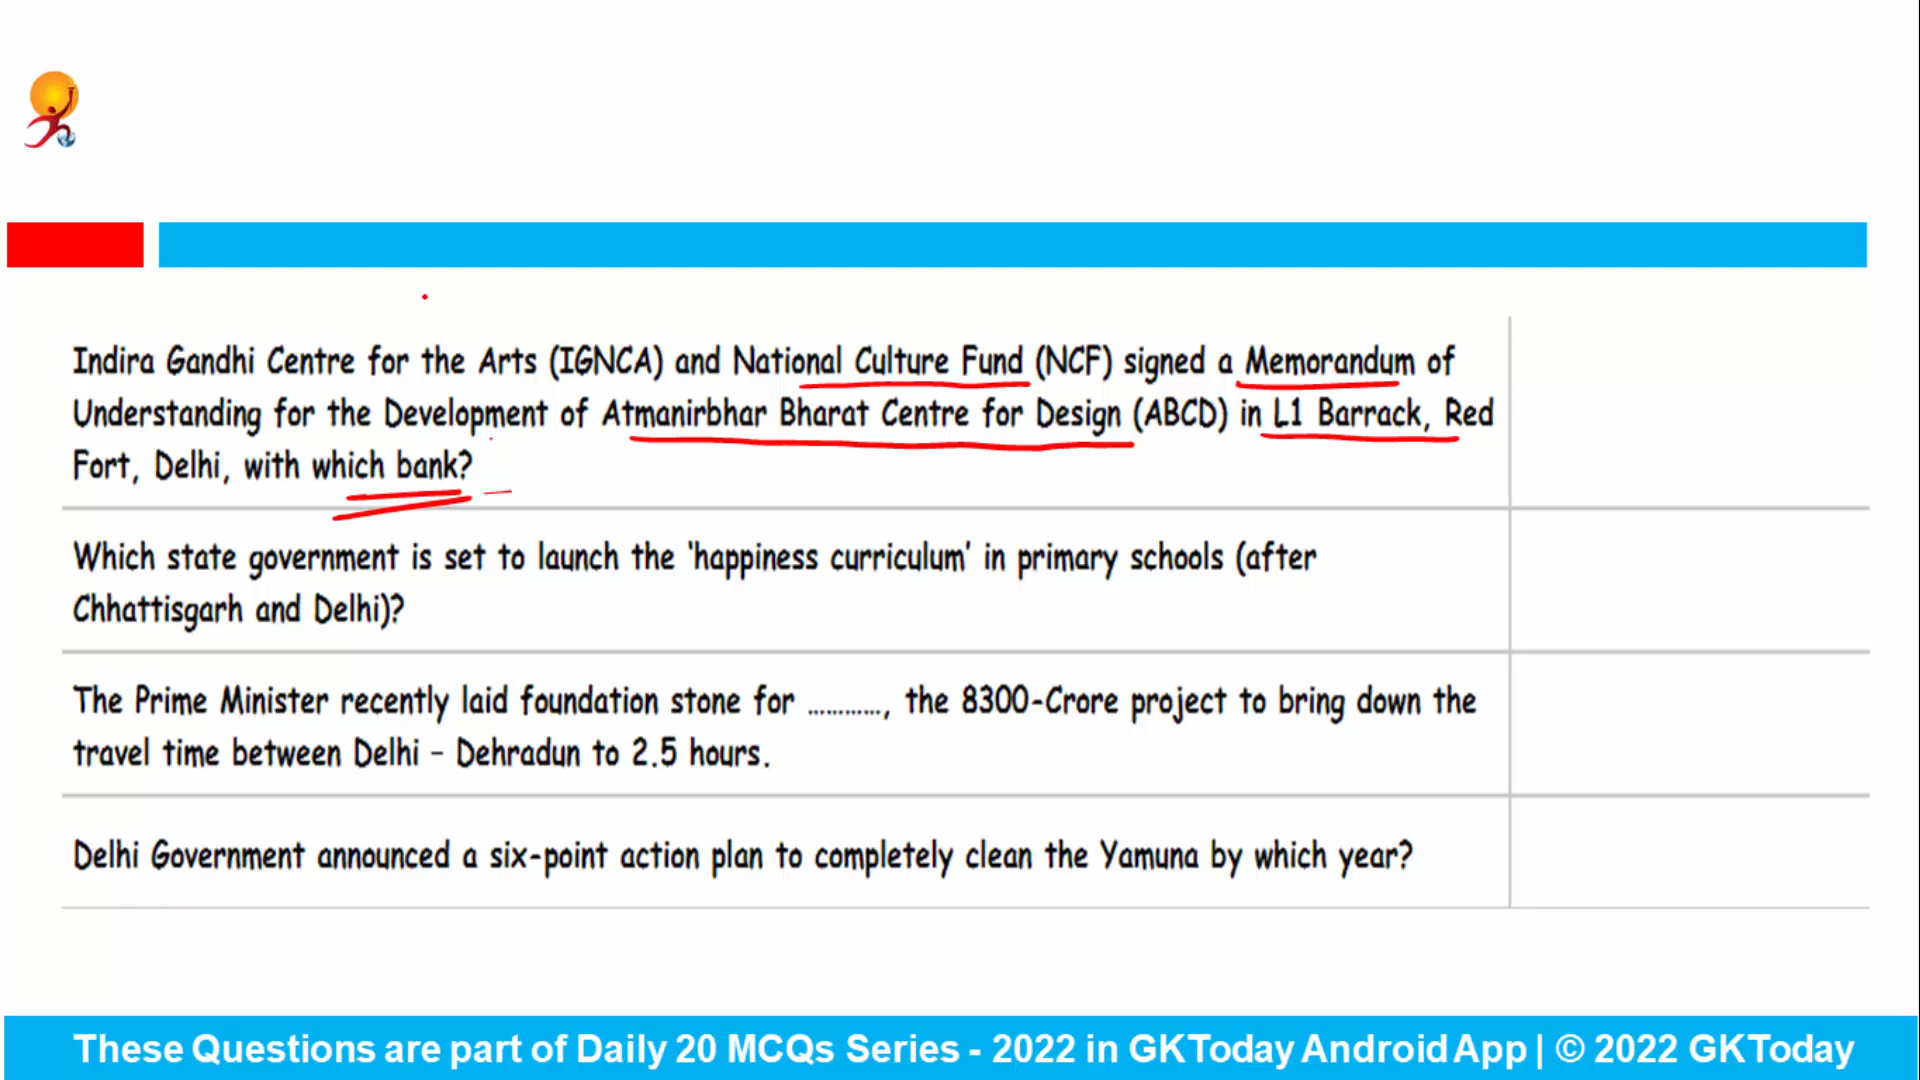 Indira Gandhi Centre for the Arts (IGNCA) and National Culture Fund (NCF) signed a Memorandum of
Understanding for the Development of Atmanirbhar Bharat Centre for Design (ABCD) in L1 Barrack, Red
Fort, Delhi, with which bank?
Which state government is set to launch the 'happiness curriculum' in primary schools (after
Chhattisgarh and Delhi)?
The Prime Minister recently laid foundation stone for …………, the 8300-Crore project to bring down the
travel time between Delhi – Dehradun to 2.5 hours.
Delhi Government announced a six-point action plan to completely clean the Yamuna by which year?
These Questions are part of Daily 20 MCQs Series - 2022 in GKToday Android App | © 2022 GKToday